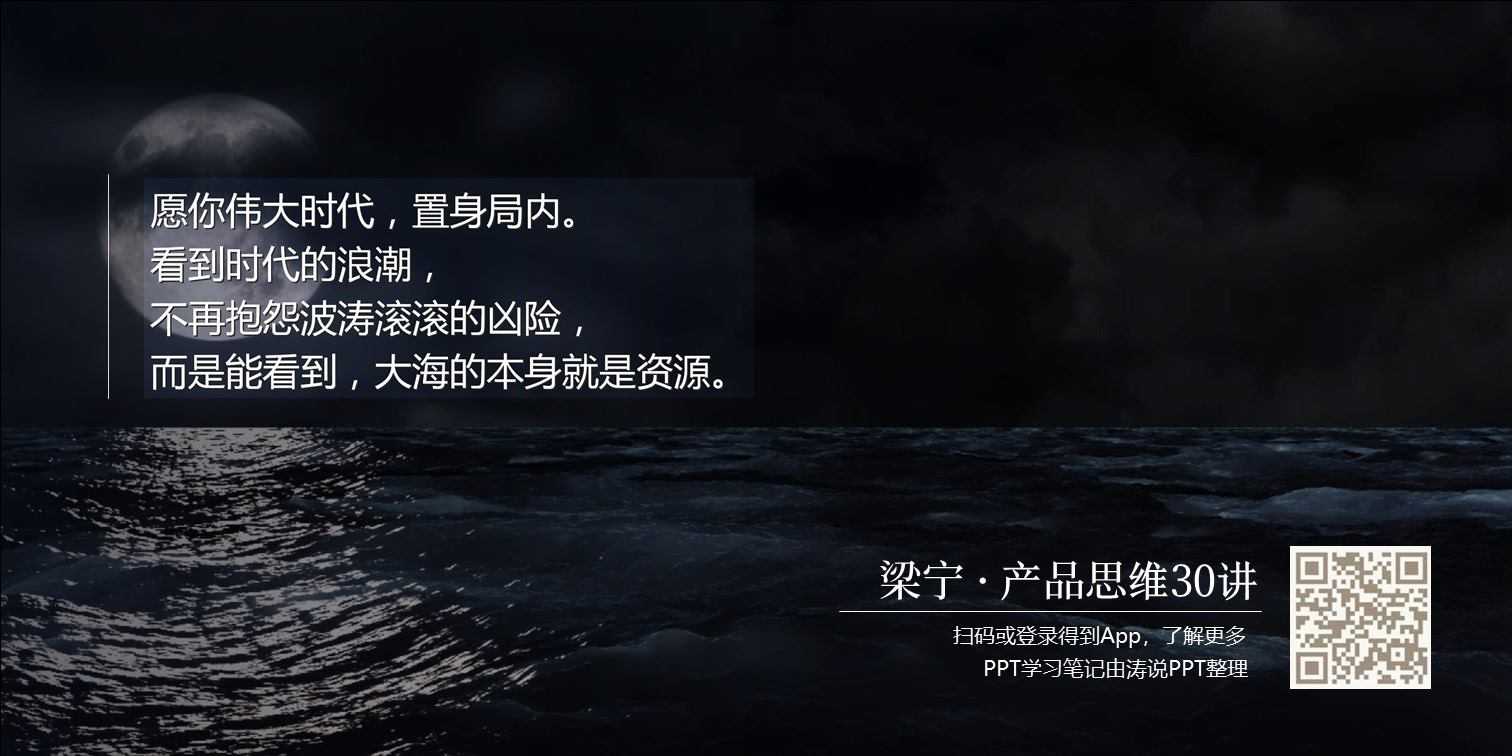 愿你伟大时代，置身局内。
看到时代的浪潮，
不再抱怨波涛滚滚的凶险，
而是能看到，大海的本身就是资源。
梁宁·产品思维30讲
扫码或登录得到App，了解更多
PPT学习笔记由涛说PPT整理